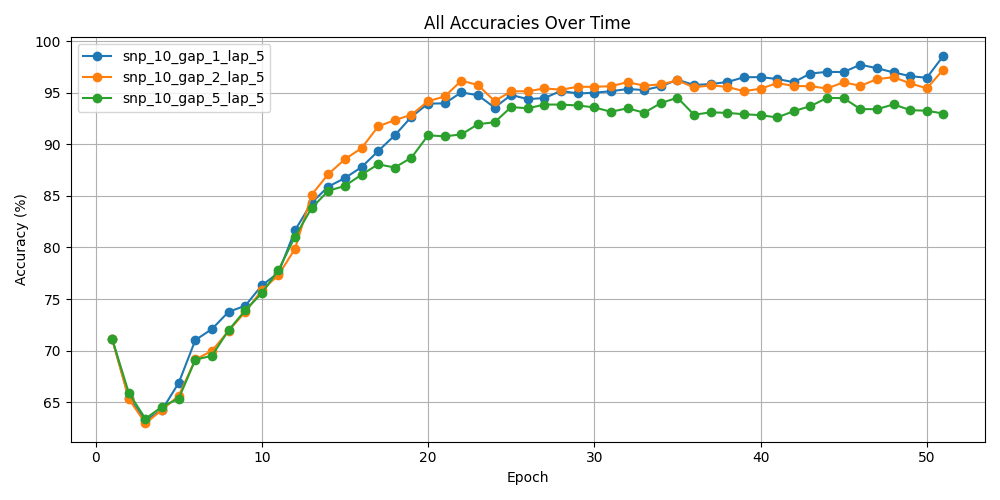 All Accuracies Over Time
snp_10_gap_1_lap_5
snp_10_gap_2_lap_5
snp_10_gap_5_lap_5
Accuracy (%)
100
95
90
85
80
75
70
65
0 10 20 30 40 50
Epoch